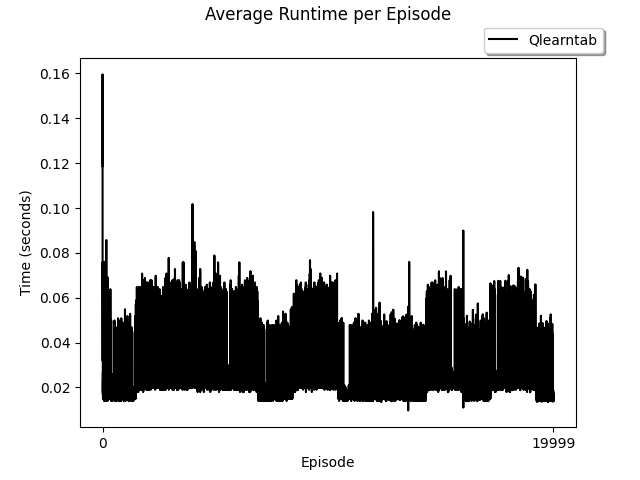 Average Runtime per Episode
Qlearntab
0.16
0.14
0.12
0.10
0.08
0.06
0.04
0.02
Time (seconds)
0 19999
Episode